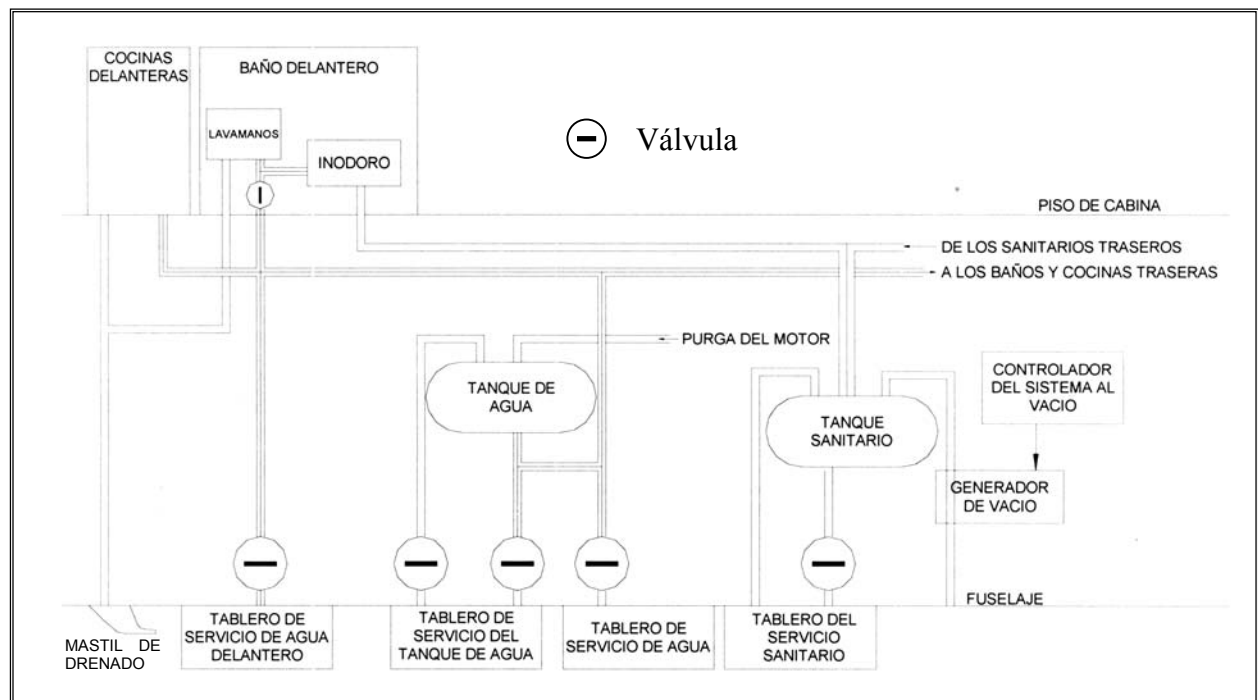 COCINAS
DELANTERAS
BAÑO DELANTERO
LAVAMANOS
INODORO
Válvula
PISO DE CABINA
DE LOS SANITARIOS TRASEROS
A LOS BAÑOS Y COCINAS TRASERAS
PURGA DEL MOTOR
TANQUE DE
AGUA
TANQUE
SANITARIO
CONTROLADOR
DEL SISTEMA AL
VACIO
GENERADOR
DE VACIO
FUSELAJE
MASTIL DE
DRENADO
TABLERO DE
SERVICIO DE AGUA
DELANTERO
TABLERO DE
SERVICIO DEL
TANQUE DE AGUA
TABLERO DE
SERVICIO DE AGUA
TABLERO DEL
SERVICIO
SANITARIO